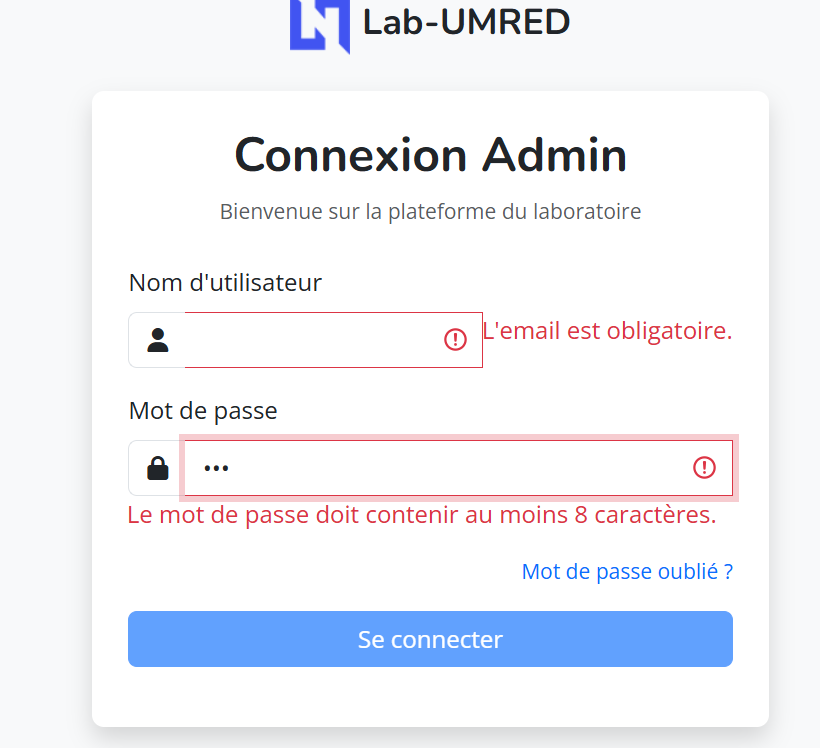 Lab-UMRED
Connexion Admin
Bienvenue sur la plateforme du laboratoire
Nom d'utilisateur
L'email est obligatoire.
Mot de passe
•••
Le mot de passe doit contenir au moins 8 caractères.
Mot de passe oublié ?
Se connecter